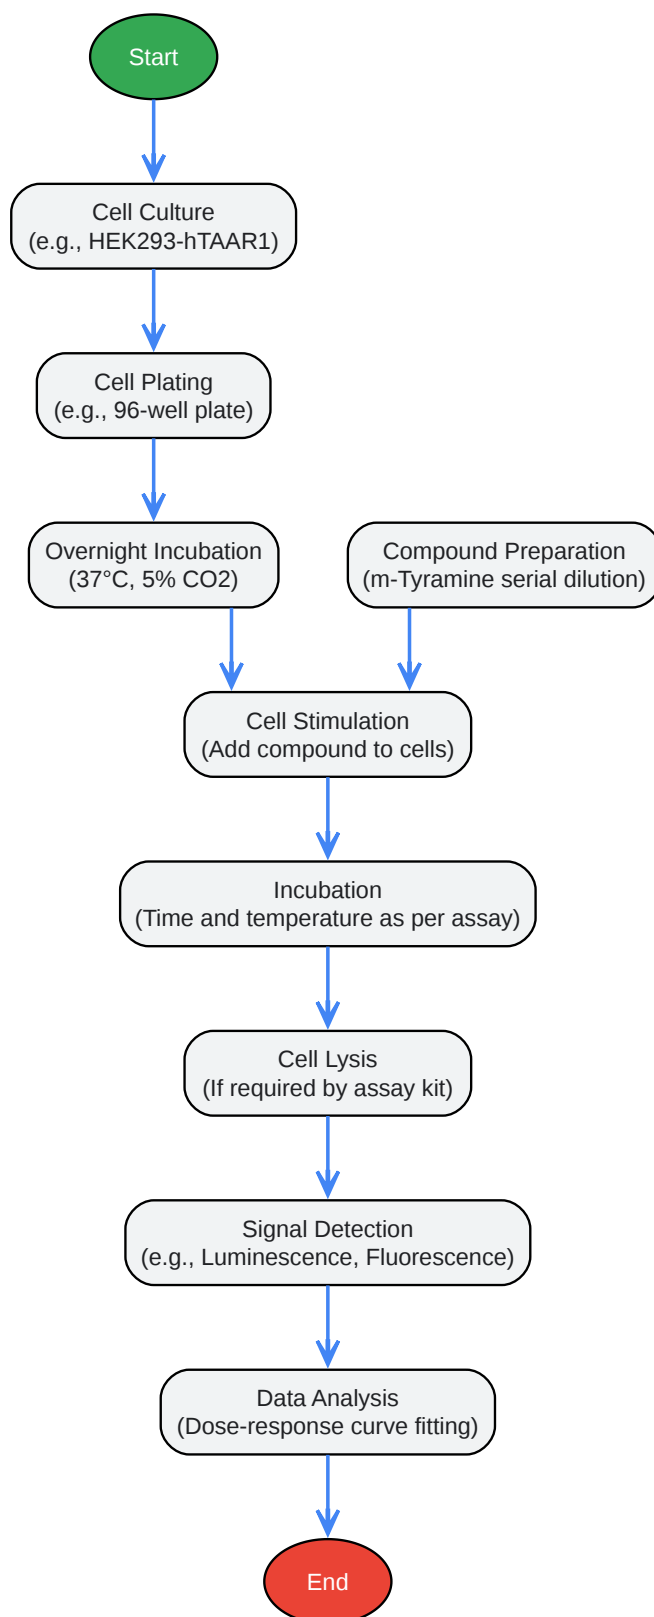 Start
Cell Culture
(e.g., HEK293-hTAAR1)
Cell Plating
(e.g., 96-well plate)
Overnight Incubation
(37°C, 5% CO2)
Compound Preparation
(m-Tyramine serial dilution)
Cell Stimulation
(Add compound to cells)
Incubation
(Time and temperature as per assay)
Cell Lysis
(If required by assay kit)
Signal Detection
(e.g., Luminescence, Fluorescence)
Data Analysis
(Dose-response curve fitting)
End